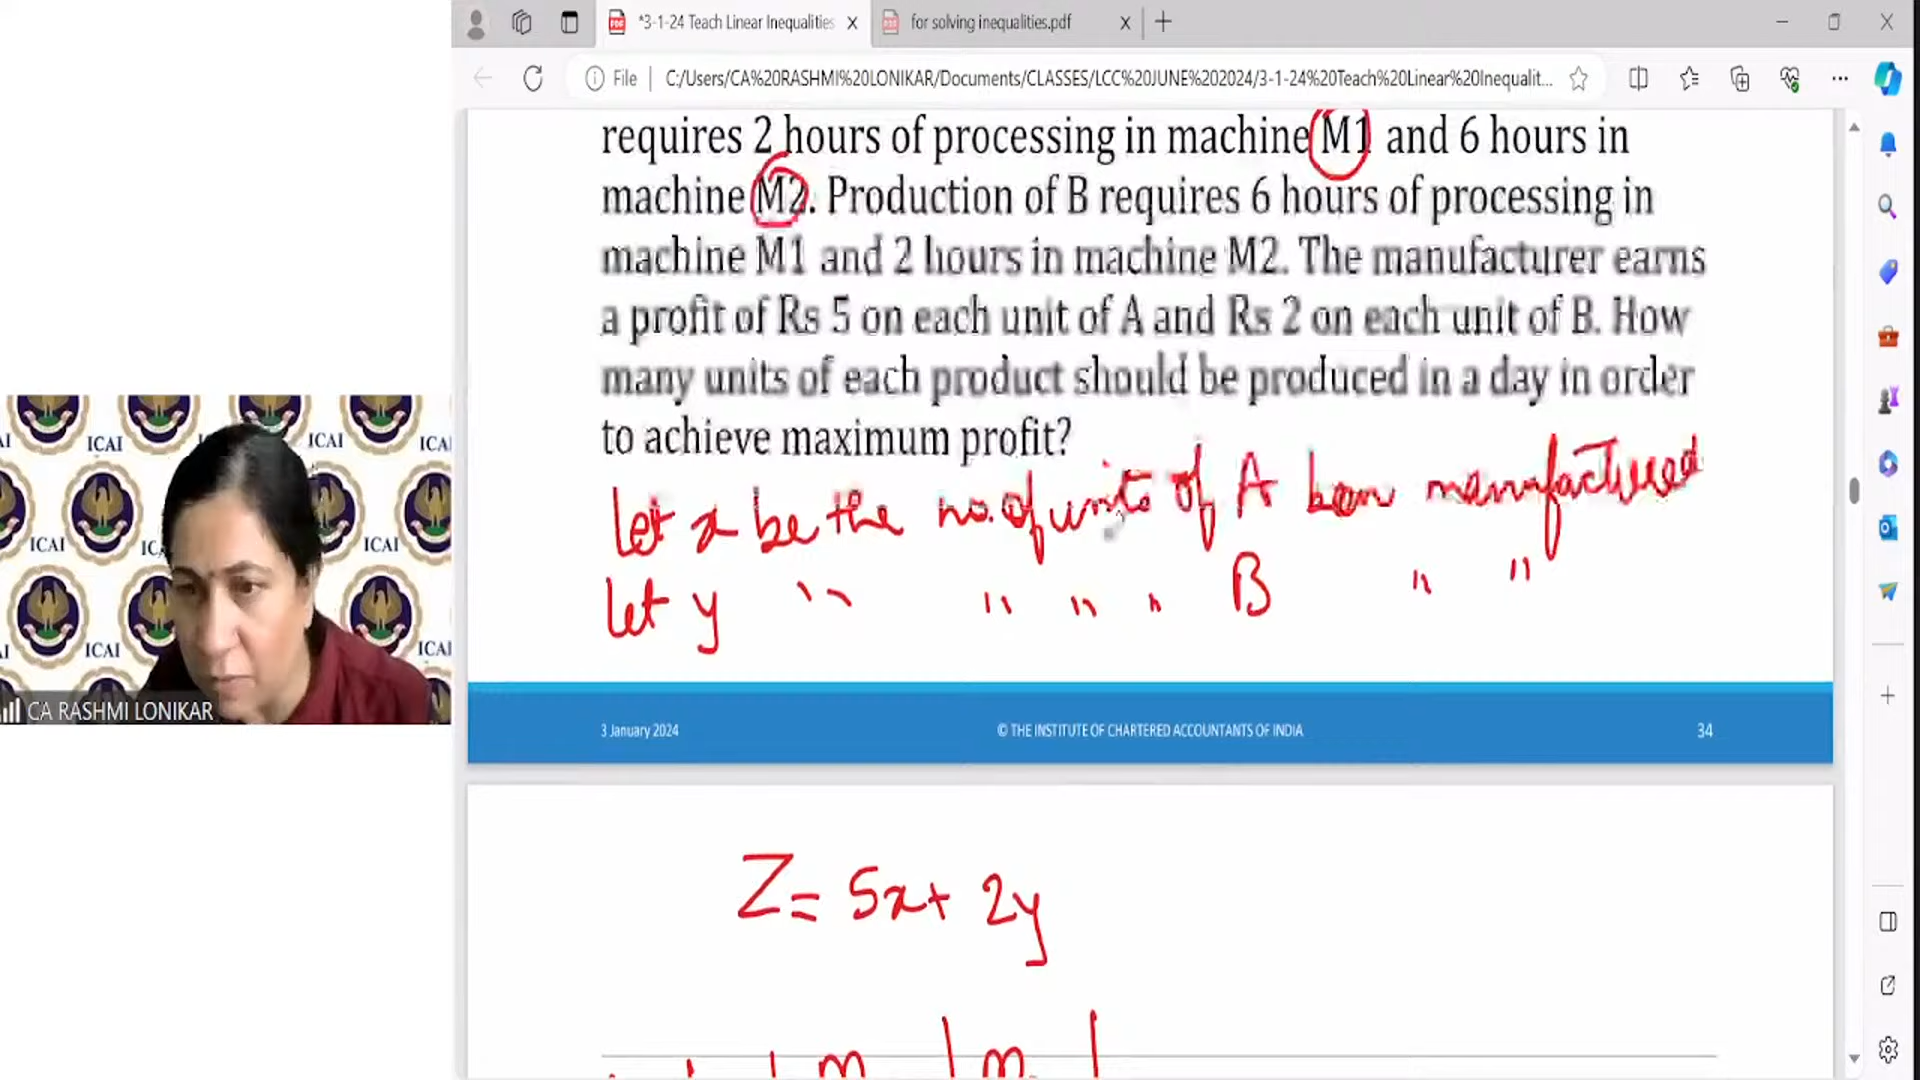 *3-1-24 Teach Linear Inequalities
for solving inequalities.pdf
File
C:/Users/CA%20RASHMI%20LONIKAR/Documents/CLASSES/LCC%20JUNE%202024/3-1-24%20Teach%20Linear%20Inequalit...
requires 2 hours of processing in machine M1 and 6 hours in
machine M2. Production of B requires 6 hours of processing in
machine M1 and 2 hours in machine M2. The manufacturer earns
a profit of Rs 5 on each unit of A and Rs 2 on each unit of B. How
many units of each product should be produced in a day in order
to achieve maximum profit?
let x be the no. of units of A manufactured
let y " " " " B " "
3 January 2024
© THE INSTITUTE OF CHARTERED ACCOUNTANTS OF INDIA
34
Z = 5x + 2y
ICAI ICAI
ICAI ICAI
ICAI
CA RASHMI LONIKAR